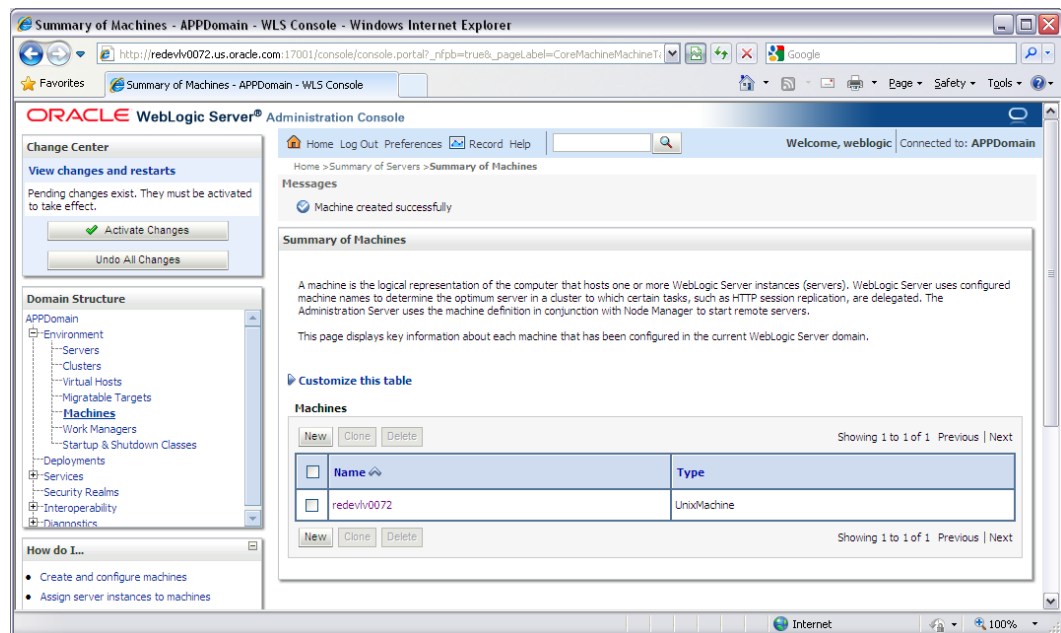 Summary of Machines - APPDomain - WLS Console - Windows Internet Explorer
http://redevlv0072.us.oracle.com:17001/console/console.portal?_nfpb=true&_pageLabel=CoreMachineMachineTa
Google
Favorites
Summary of Machines - APPDomain - WLS Console
Page
Safety
Tools
ORACLE WebLogic Server® Administration Console
Change Center
View changes and restarts
Pending changes exist. They must be activated
to take effect.
Activate Changes
Undo All Changes
Domain Structure
APPDomain
Environment
Servers
Clusters
Virtual Hosts
Migratable Targets
Machines
Work Managers
Startup & Shutdown Classes
Deployments
Services
Security Realms
Interoperability
Diagnostics
How do I...
Create and configure machines
Assign server instances to machines
Home Log Out Preferences Record Help
Welcome, weblogic Connected to: APPDomain
Home >Summary of Servers >Summary of Machines
Messages
Machine created successfully
Summary of Machines
A machine is the logical representation of the computer that hosts one or more WebLogic Server instances (servers). WebLogic Server uses configured
machine names to determine the optimum server in a cluster to which certain tasks, such as HTTP session replication, are delegated. The
Administration Server uses the machine definition in conjunction with Node Manager to start remote servers.
This page displays key information about each machine that has been configured in the current WebLogic Server domain.
Customize this table
Machines
New Clone Delete
Showing 1 to 1 of 1 Previous | Next
Name Type
redevlv0072 UnixMachine
New Clone Delete
Showing 1 to 1 of 1 Previous | Next
Internet
100%